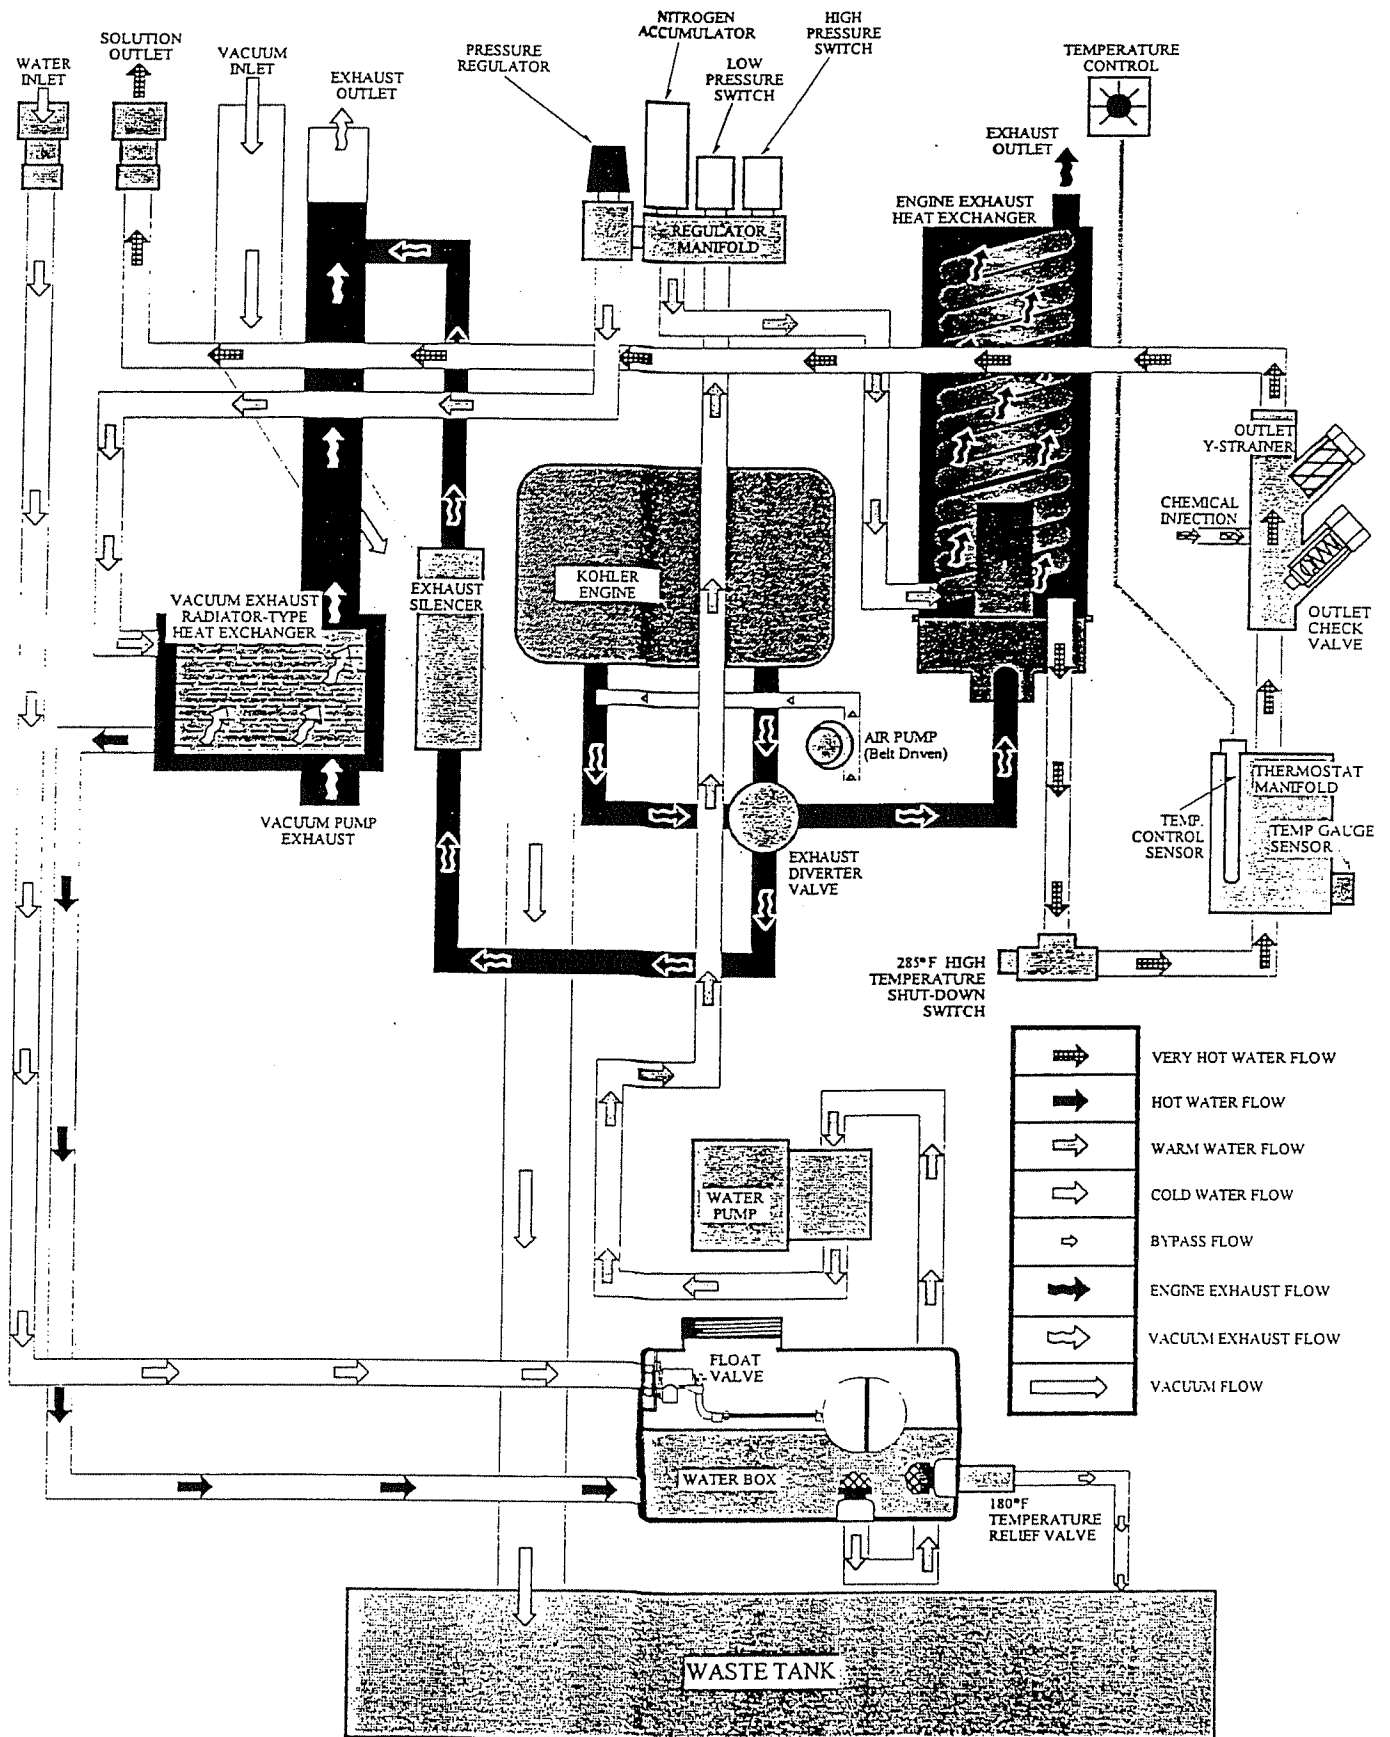 WATER
INLET
SOLUTION
OUTLET
VACUUM
INLET
EXHAUST
OUTLET
PRESSURE
REGULATOR
NITROGEN
ACCUMULATOR
LOW
PRESSURE
SWITCH
HIGH
PRESSURE
SWITCH
TEMPERATURE
CONTROL
EXHAUST
OUTLET
ENGINE EXHAUST
HEAT EXCHANGER
REGULATOR
MANIFOLD
OUTLET
Y-STRAINER
CHEMICAL
INJECTION
OUTLET
CHECK
VALVE
KOHLER
ENGINE
EXHAUST
SILENCER
VACUUM EXHAUST
RADIATOR-TYPE
HEAT EXCHANGER
AIR PUMP
(Belt Driven)
VACUUM PUMP
EXHAUST
EXHAUST
DIVERTER
VALVE
THERMOSTAT
MANIFOLD
TEMP.
CONTROL
SENSOR
TEMP GAUGE
SENSOR
285°F HIGH
TEMPERATURE
SHUT-DOWN
SWITCH
VERY HOT WATER FLOW
HOT WATER FLOW
WARM WATER FLOW
COLD WATER FLOW
BYPASS FLOW
ENGINE EXHAUST FLOW
VACUUM EXHAUST FLOW
VACUUM FLOW
WATER
PUMP
FLOAT
VALVE
WATER BOX
180°F
TEMPERATURE
RELIEF VALVE
WASTE TANK